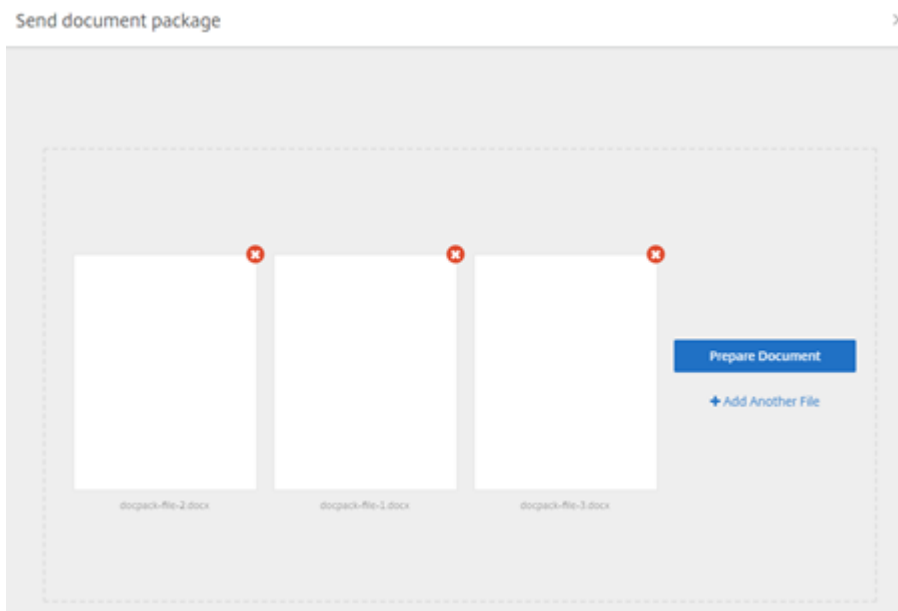 Send document package
Prepare Document
+ Add Another File
docpack-file-2.docx
docpack-file-1.docx
docpack-file-3.docx